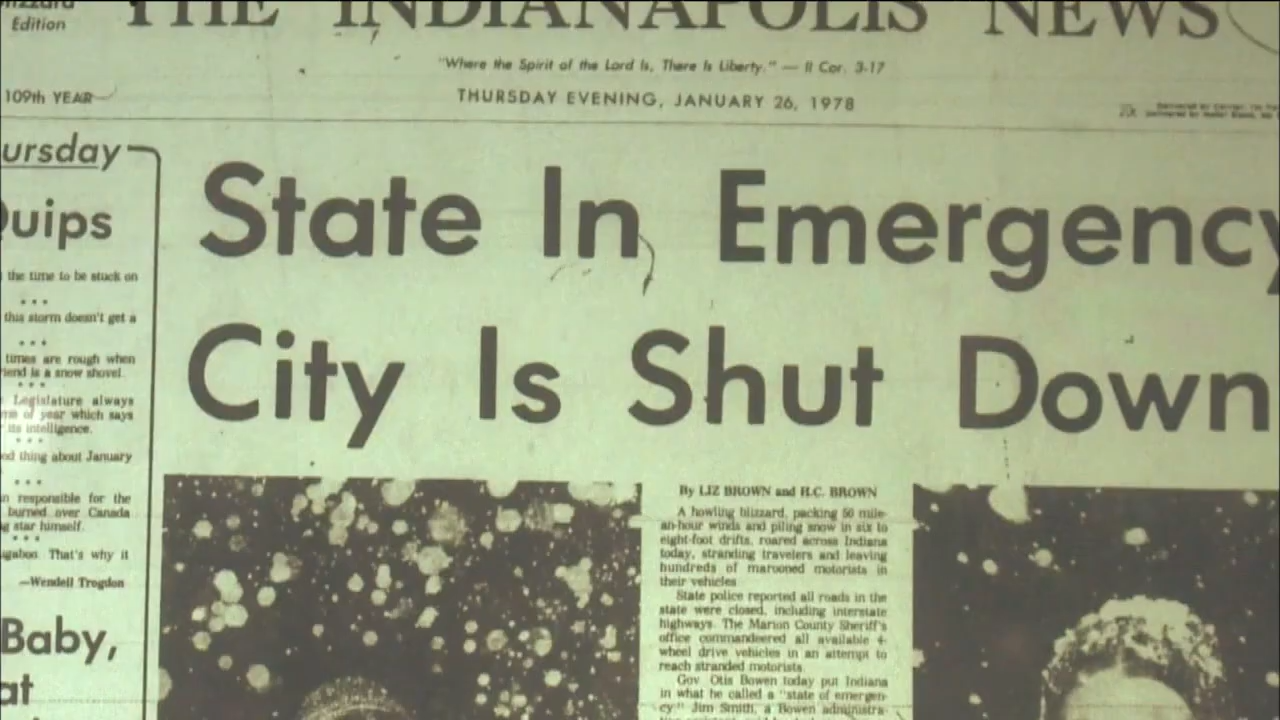 Edition
THE INDIANAPOLIS NEWS
"Where the Spirit of the Lord Is, There Is Liberty." — II Cor. 3-17
109th YEAR
THURSDAY EVENING, JANUARY 26, 1978
20¢
State In Emergency
City Is Shut Down
ursday
Quips
the time to be stuck on
* * *
this storm doesn't get a
* * *
times are rough when
iend is a snow shovel.
* * *
Legislature always
of year which says
its intelligence.
* * *
od thing about January
* * *
n responsible for the
burned over Canada
g star himself.
* * *
ugaboo. That's why it
—Wendell Trogdon
Baby,
at
By LIZ BROWN and H.C. BROWN
A howling blizzard, packing 50 mile-
an-hour winds and piling snow in six to
eight-foot drifts, roared across Indiana
today, stranding travelers and leaving
hundreds of marooned motorists in
their vehicles.
State police reported all roads in the
state were closed, including interstate
highways. The Marion County Sheriff's
office commandeered all available 4-
wheel drive vehicles in an attempt to
reach stranded motorists.
Gov. Otis Bowen today put Indiana
in what he called a "state of emergen-
cy." Jim Smith, a Bowen administra-